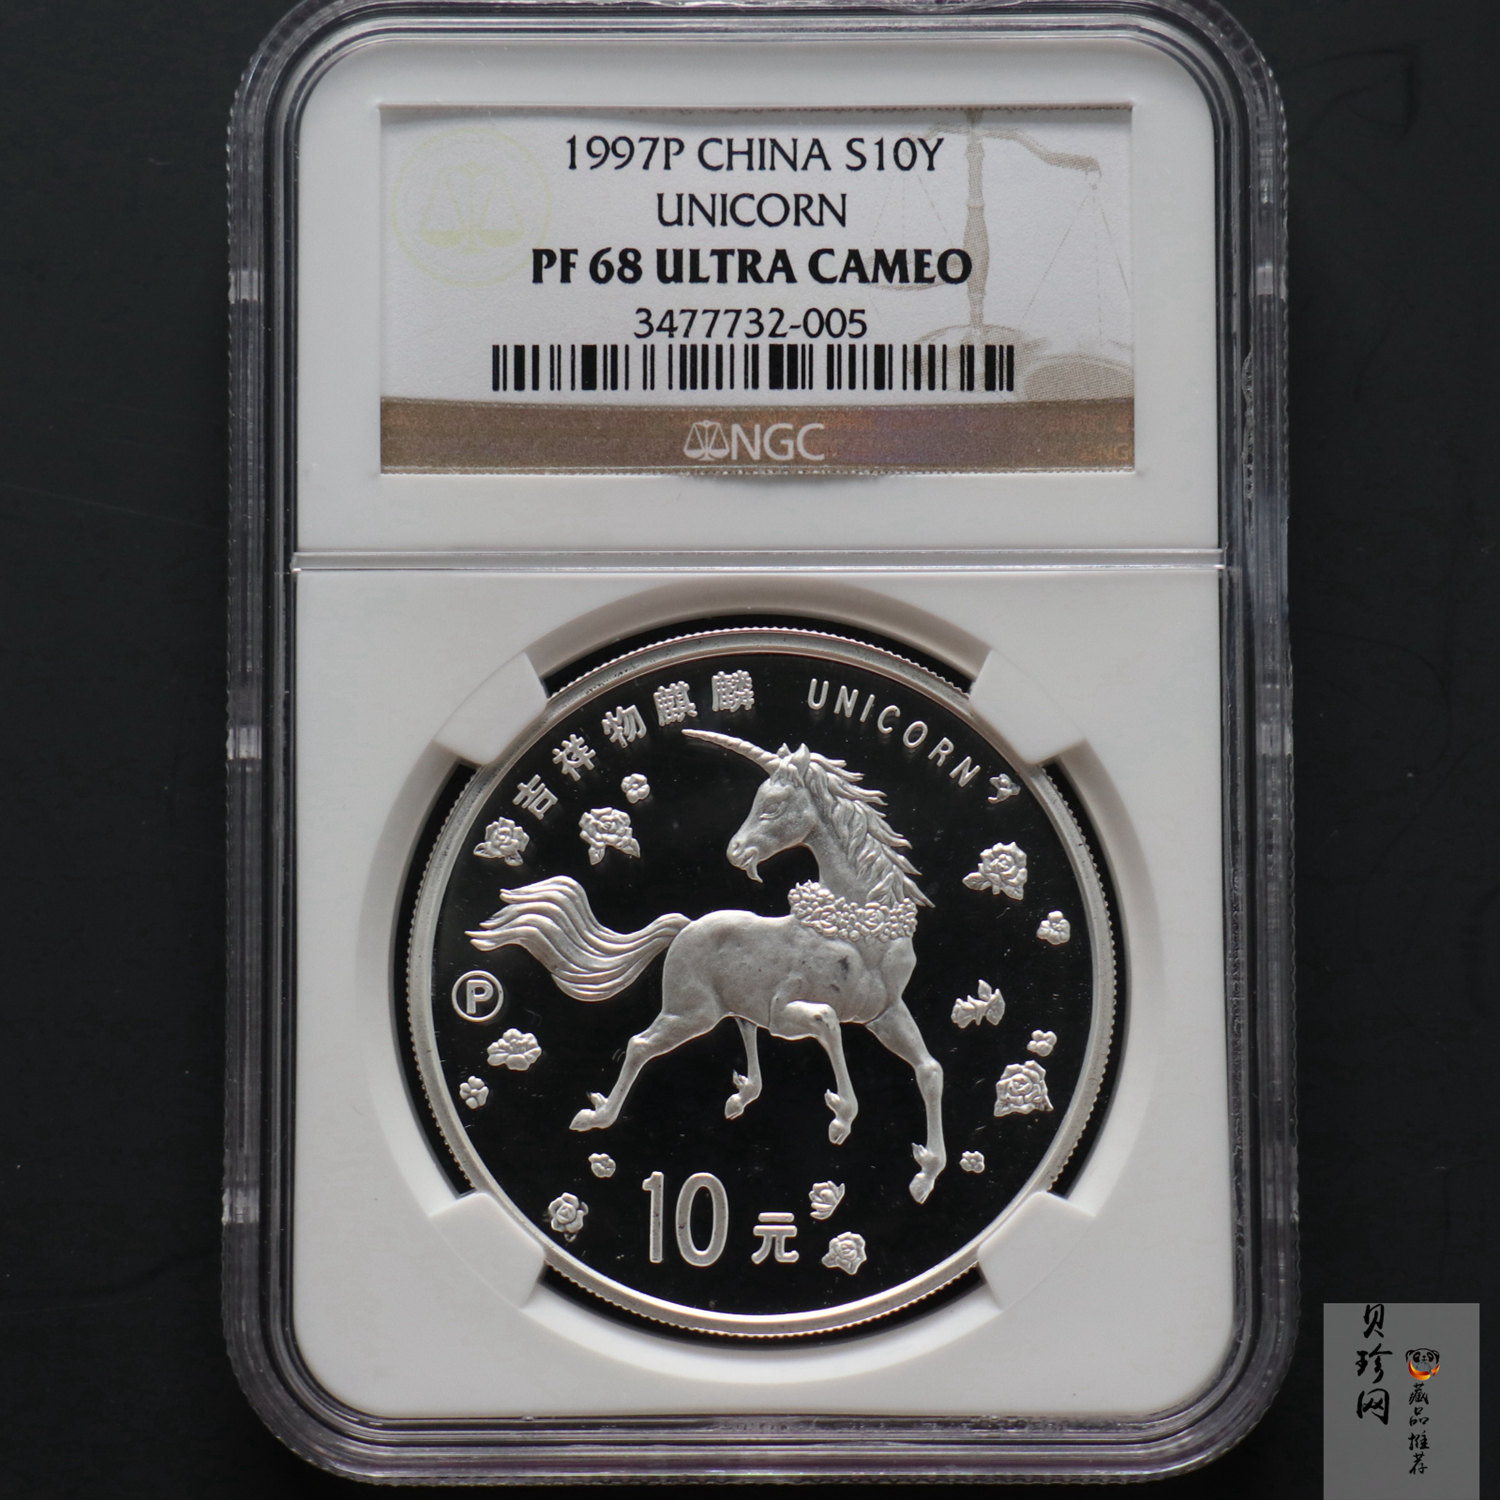 1997P CHINA S10Y
UNICORN
PF 68 ULTRA CAMEO
3477732-005
NGC
NG
吉祥物麒麟 UNICORN
P
10元
贝珍网
藏品推荐